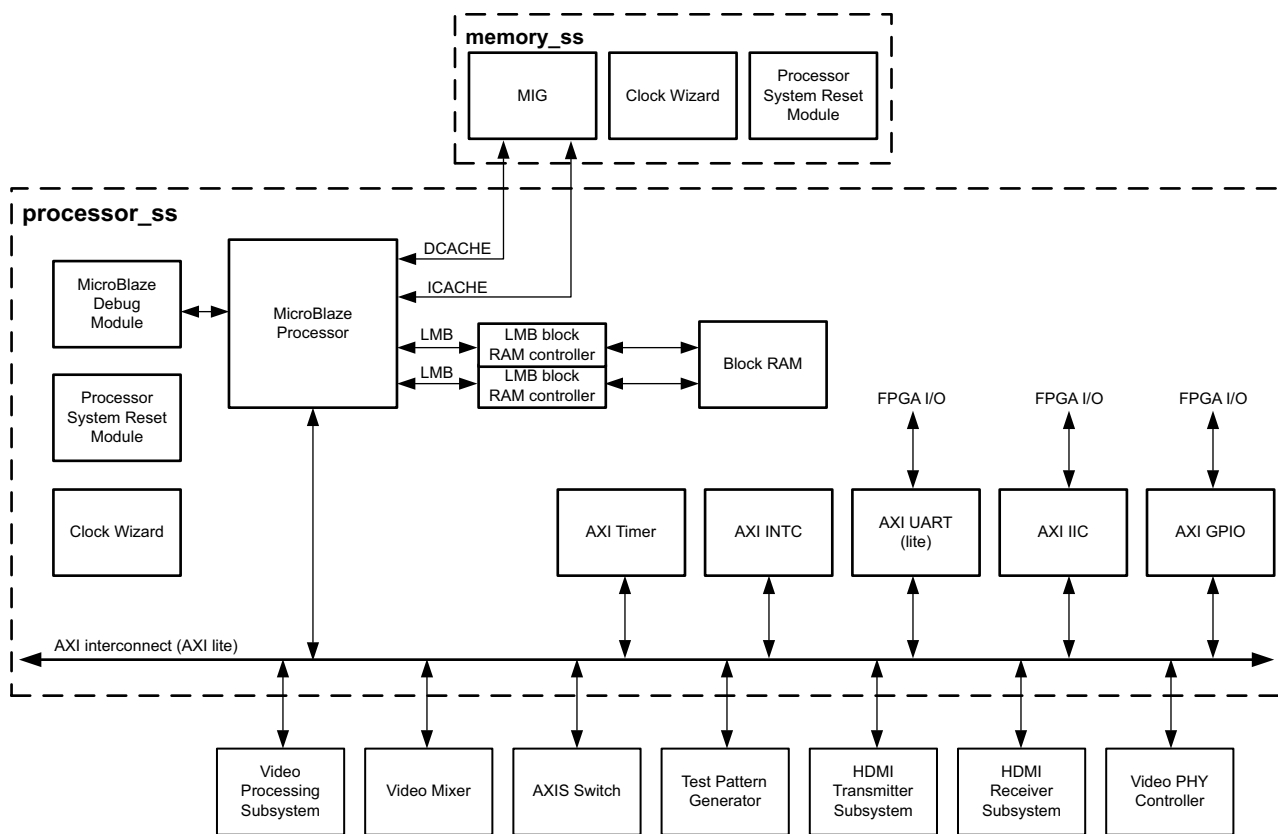 memory_ss
MIG
Clock Wizard
Processor
System Reset
Module
processor_ss
MicroBlaze
Debug
Module
MicroBlaze
Processor
DCACHE
ICACHE
LMB
LMB block
RAM controller
LMB
LMB block
RAM controller
Block RAM
Processor
System Reset
Module
Clock Wizard
FPGA I/O
FPGA I/O
FPGA I/O
AXI Timer
AXI INTC
AXI UART
(lite)
AXI IIC
AXI GPIO
AXI interconnect (AXI lite)
Video
Processing
Subsystem
Video Mixer
AXIS Switch
Test Pattern
Generator
HDMI
Transmitter
Subsystem
HDMI
Receiver
Subsystem
Video PHY
Controller